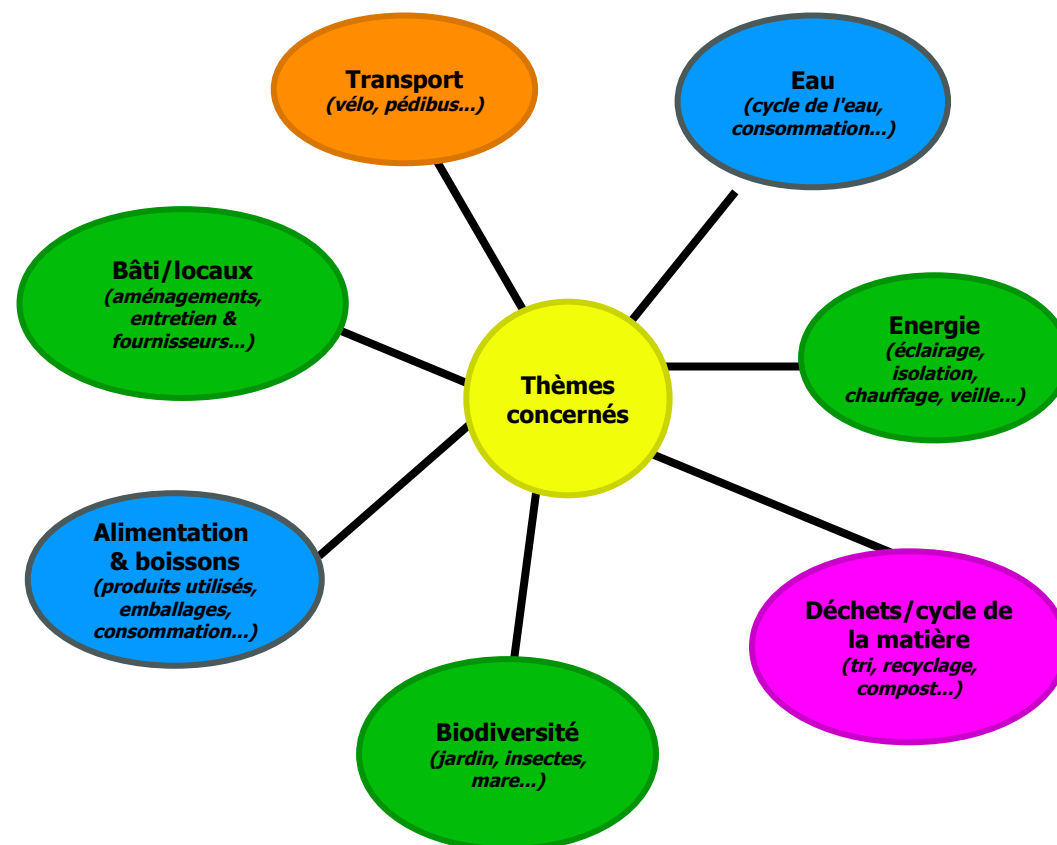 Transport
(vélo, pédibus...)
Eau
(cycle de l'eau,
consommation...)
Bâti/locaux
(aménagements,
entretien &
fournisseurs...)
Energie
(éclairage,
isolation,
chauffage, veille...)
Thèmes
concernés
Alimentation
& boissons
(produits utilisés,
emballages,
consommation...)
Déchets/cycle de
la matière
(tri, recyclage,
compost...)
Biodiversité
(jardin, insectes,
mare...)